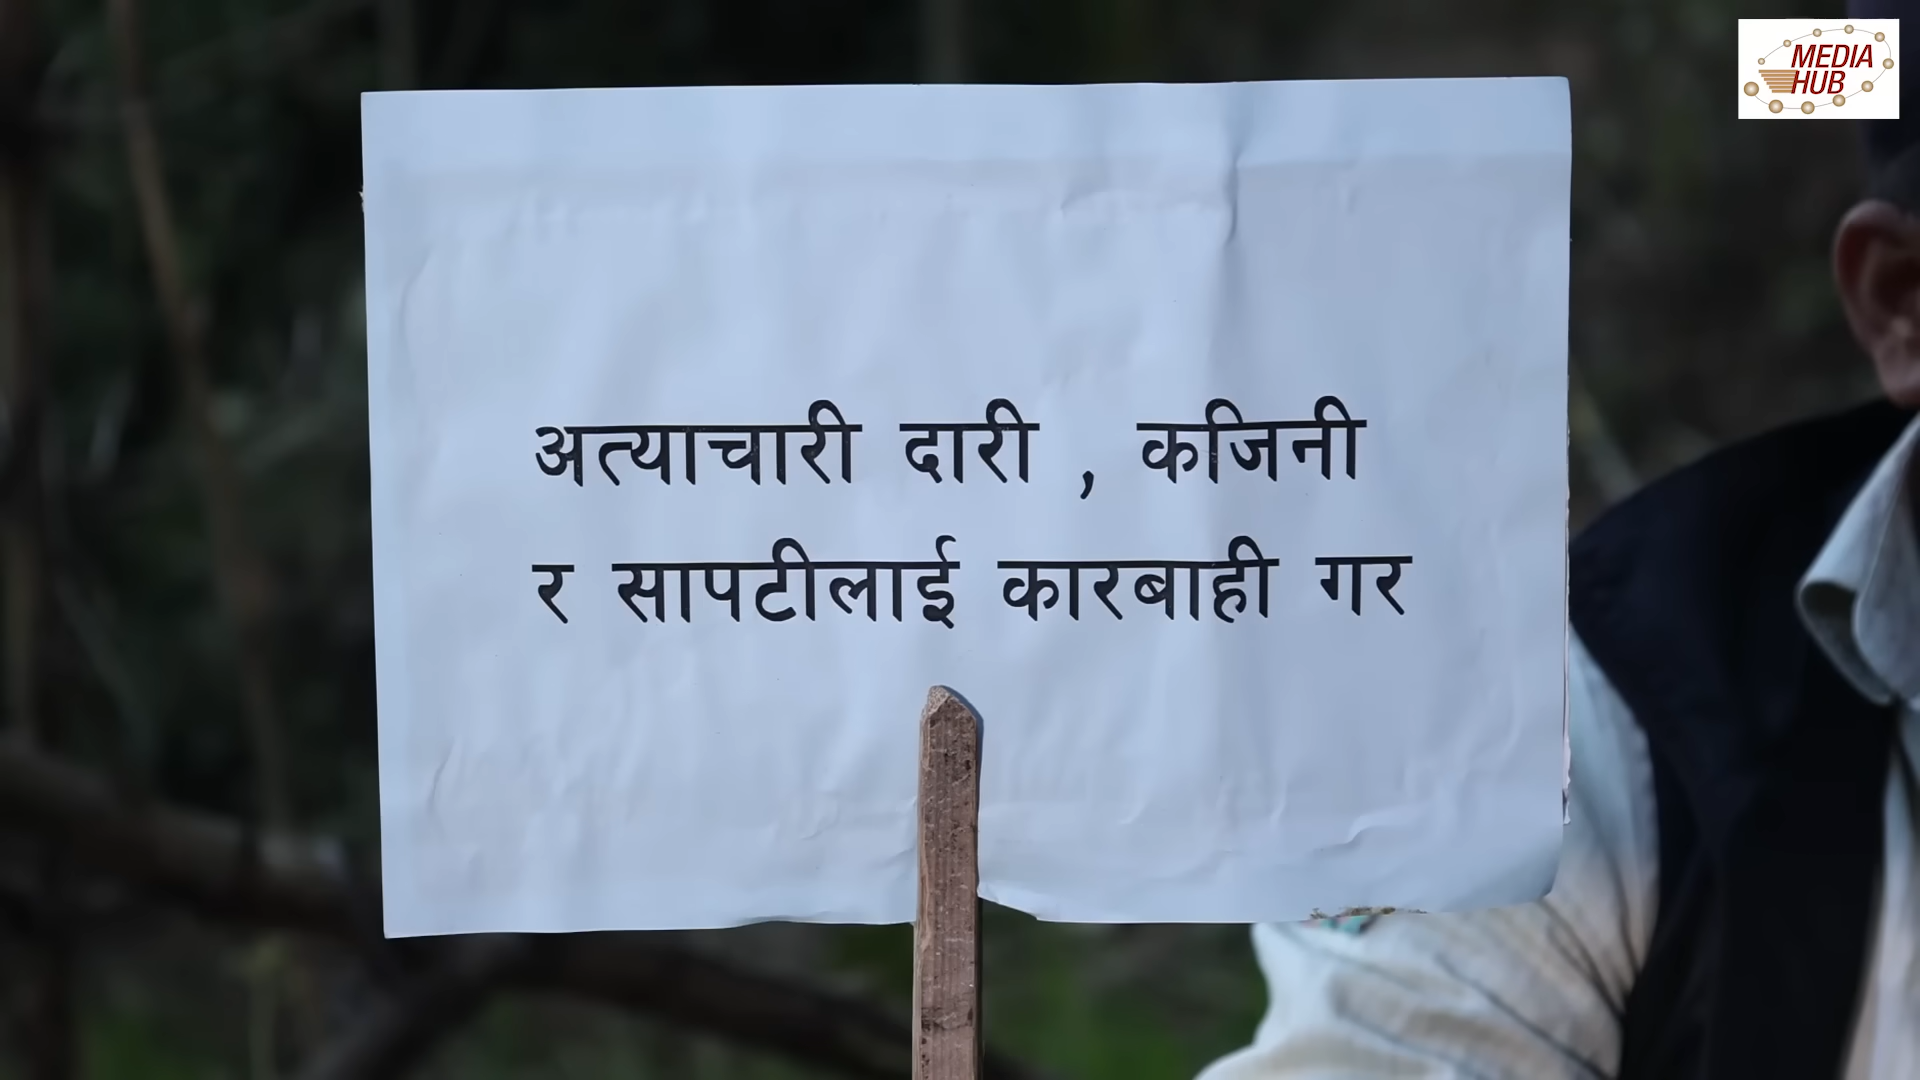 MEDIA
HUB
अत्याचारी दारी , कजिनी
र सापटीलाई कारबाही गर